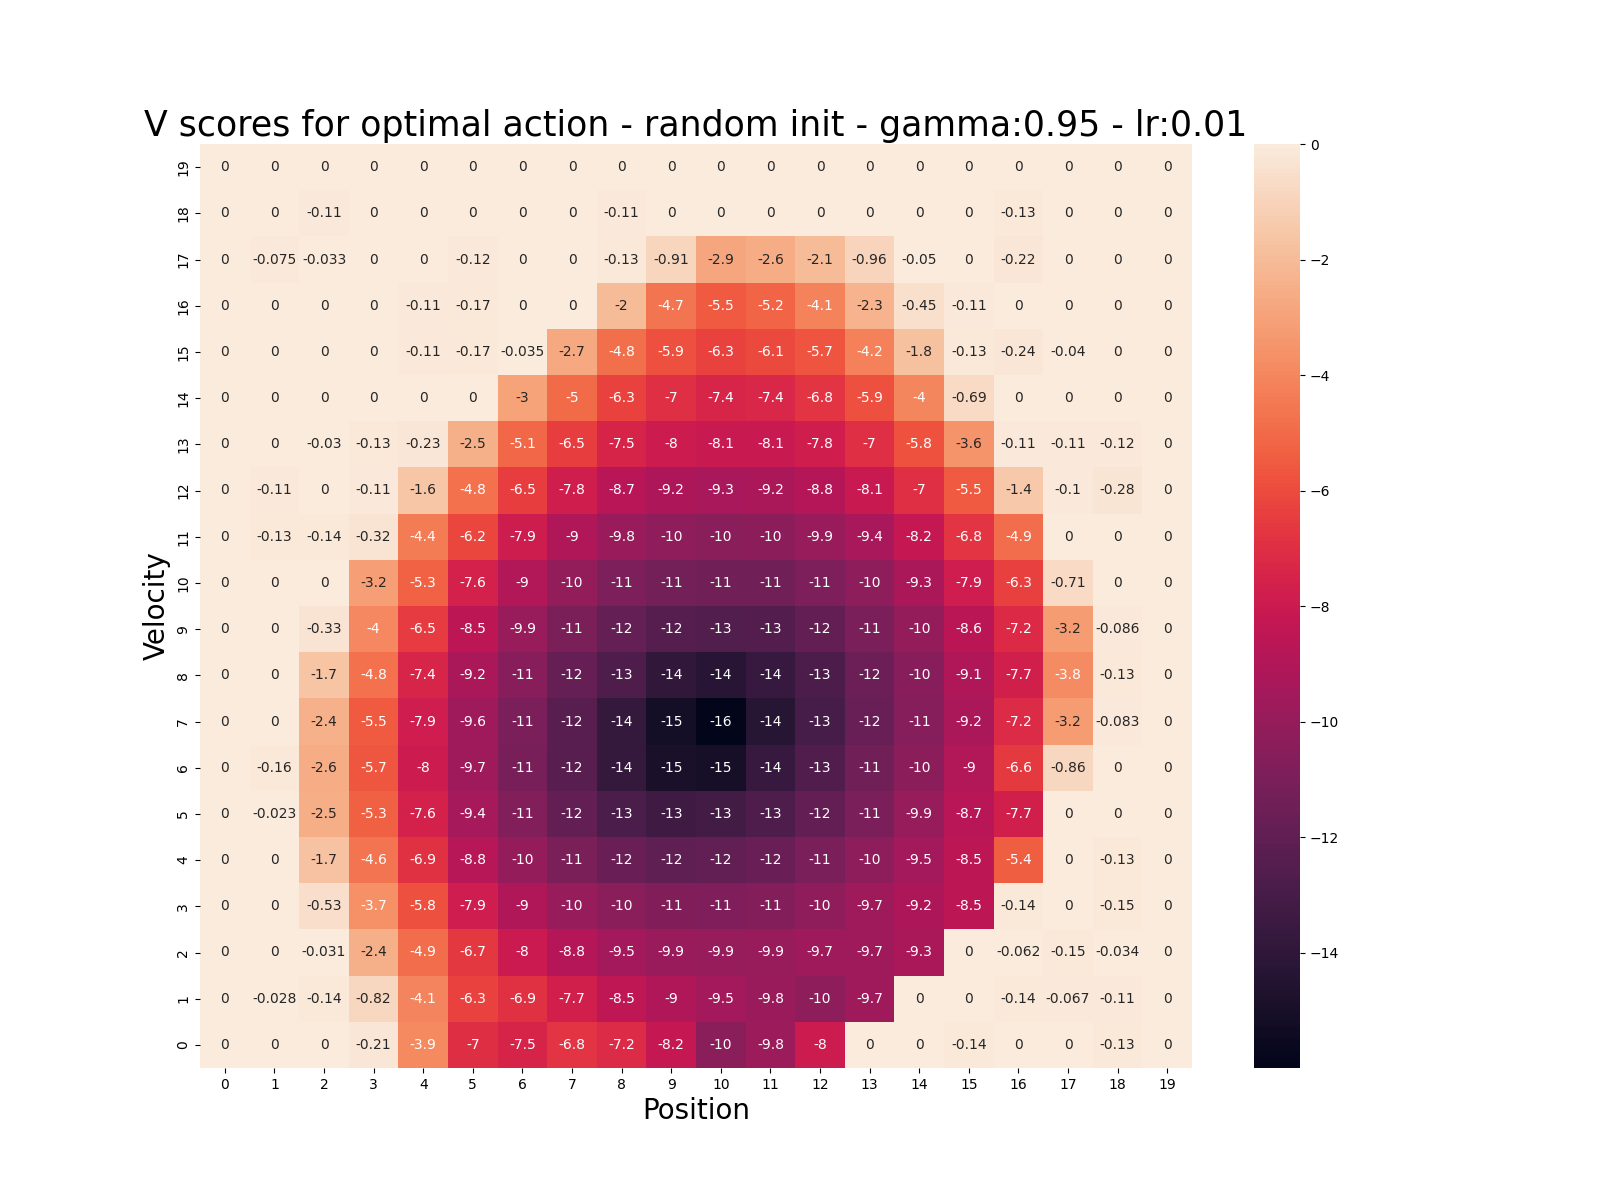 V scores for optimal action - random init - gamma:0.95 - lr:0.01
19 0 0 0 0 0 0 0 0 0 0 0 0 0 0 0 0 0 0 0 0
18 0 0 -0.11 0 0 0 0 0 -0.11 0 0 0 0 0 0 0 -0.13 0 0 0
17 0 -0.075 -0.033 0 0 -0.12 0 0 -0.13 -0.91 -2.9 -2.6 -2.1 -0.96 -0.05 0 -0.22 0 0 0
16 0 0 0 0 -0.11 -0.17 0 0 -2 -4.7 -5.5 -5.2 -4.1 -2.3 -0.45 -0.11 0 0 0 0
15 0 0 0 0 -0.11 -0.17 -0.035 -2.7 -4.8 -5.9 -6.3 -6.1 -5.7 -4.2 -1.8 -0.13 -0.24 -0.04 0 0
14 0 0 0 0 0 0 -3 -5 -6.3 -7 -7.4 -7.4 -6.8 -5.9 -4 -0.69 0 0 0 0
13 0 0 -0.03 -0.13 -0.23 -2.5 -5.1 -6.5 -7.5 -8 -8.1 -8.1 -7.8 -7 -5.8 -3.6 -0.11 -0.11 -0.12 0
12 0 -0.11 0 -0.11 -1.6 -4.8 -6.5 -7.8 -8.7 -9.2 -9.3 -9.2 -8.8 -8.1 -7 -5.5 -1.4 -0.1 -0.28 0
11 0 -0.13 -0.14 -0.32 -4.4 -6.2 -7.9 -9 -9.8 -10 -10 -10 -9.9 -9.4 -8.2 -6.8 -4.9 0 0 0
10 0 0 0 -3.2 -5.3 -7.6 -9 -10 -11 -11 -11 -11 -11 -10 -9.3 -7.9 -6.3 -0.71 0 0
9 0 0 -0.33 -4 -6.5 -8.5 -9.9 -11 -12 -12 -13 -13 -12 -11 -10 -8.6 -7.2 -3.2 -0.086 0
8 0 0 -1.7 -4.8 -7.4 -9.2 -11 -12 -13 -14 -14 -14 -13 -12 -10 -9.1 -7.7 -3.8 -0.13 0
7 0 0 -2.4 -5.5 -7.9 -9.6 -11 -12 -14 -15 -16 -14 -13 -12 -11 -9.2 -7.2 -3.2 -0.083 0
6 0 -0.16 -2.6 -5.7 -8 -9.7 -11 -12 -14 -15 -15 -14 -13 -11 -10 -9 -6.6 -0.86 0 0
5 0 -0.023 -2.5 -5.3 -7.6 -9.4 -11 -12 -13 -13 -13 -13 -12 -11 -9.9 -8.7 -7.7 0 0 0
4 0 0 -1.7 -4.6 -6.9 -8.8 -10 -11 -12 -12 -12 -12 -11 -10 -9.5 -8.5 -5.4 0 -0.13 0
3 0 0 -0.53 -3.7 -5.8 -7.9 -9 -10 -10 -11 -11 -11 -10 -9.7 -9.2 -8.5 -0.14 0 -0.15 0
2 0 0 -0.031 -2.4 -4.9 -6.7 -8 -8.8 -9.5 -9.9 -9.9 -9.9 -9.7 -9.7 -9.3 0 -0.062 -0.15 -0.034 0
1 0 -0.028 -0.14 -0.82 -4.1 -6.3 -6.9 -7.7 -8.5 -9 -9.5 -9.8 -10 -9.7 0 0 -0.14 -0.067 -0.11 0
0 0 0 0 -0.21 -3.9 -7 -7.5 -6.8 -7.2 -8.2 -10 -9.8 -8 0 0 -0.14 0 0 -0.13 0
0 1 2 3 4 5 6 7 8 9 10 11 12 13 14 15 16 17 18 19
Position
Velocity
0
−2
−4
−6
−8
−10
−12
−14